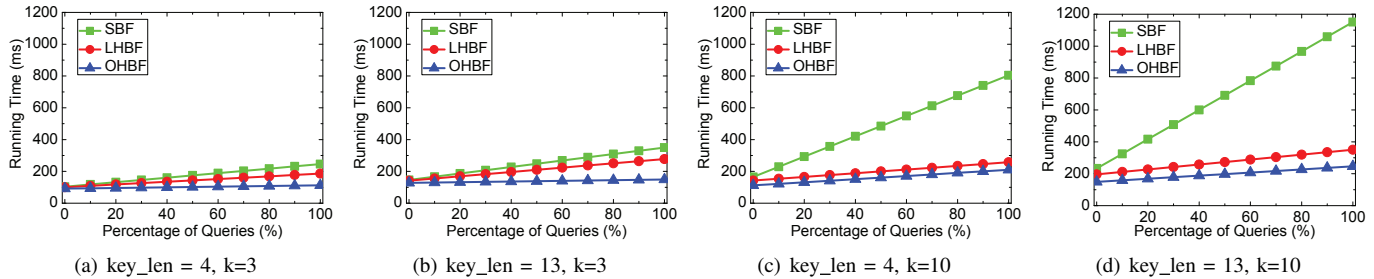 Running Time (ms)
1200
1000
800
600
400
200
0
SBF
LHBF
OHBF
0 20 40 60 80 100
Percentage of Queries (%)
(a) key_len = 4, k=3
Running Time (ms)
1200
1000
800
600
400
200
0
SBF
LHBF
OHBF
0 20 40 60 80 100
Percentage of Queries (%)
(b) key_len = 13, k=3
Running Time (ms)
1200
1000
800
600
400
200
0
SBF
LHBF
OHBF
0 20 40 60 80 100
Percentage of Queries (%)
(c) key_len = 4, k=10
Running Time (ms)
1200
1000
800
600
400
200
0
SBF
LHBF
OHBF
0 20 40 60 80 100
Percentage of Queries (%)
(d) key_len = 13, k=10